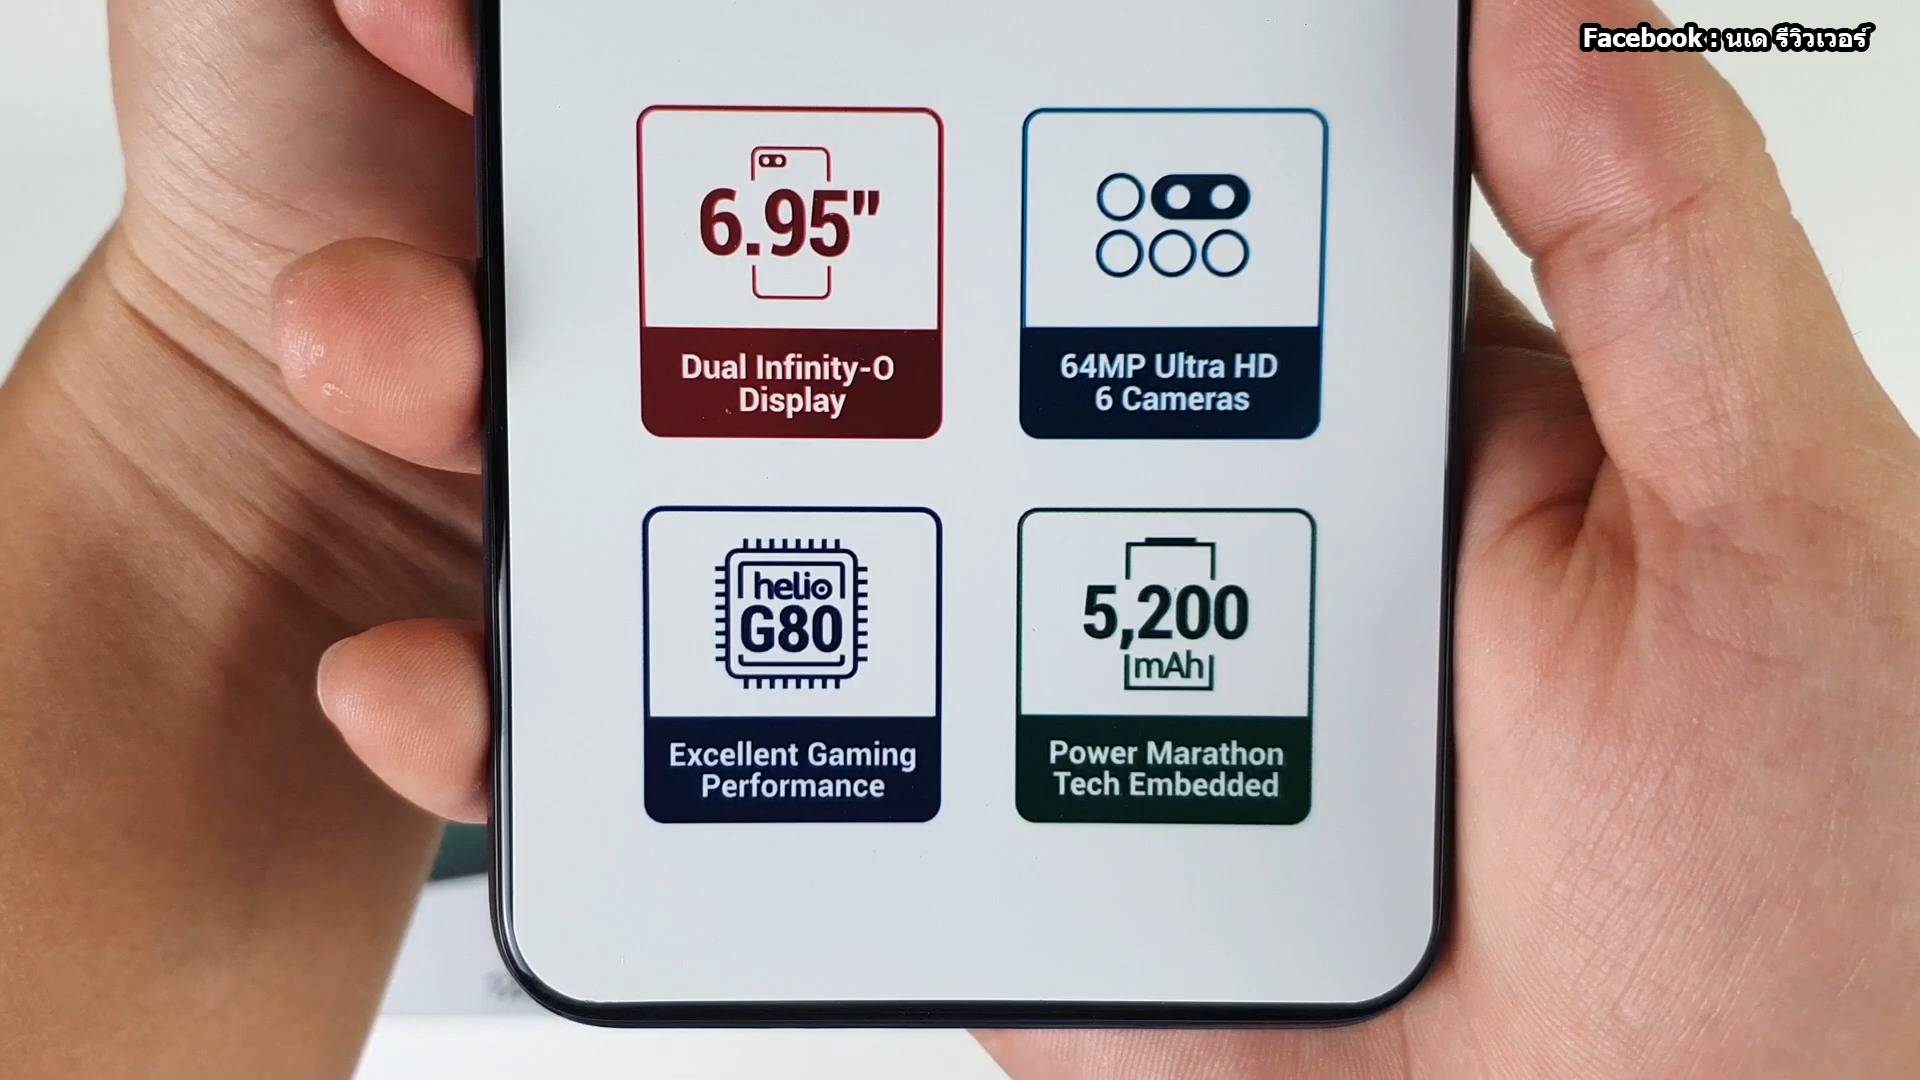 Facebook : นเด รีวิวเวอร์
6.95"
Dual Infinity-O
Display
64MP Ultra HD
6 Cameras
helio
G80
Excellent Gaming
Performance
5,200
mAh
Power Marathon
Tech Embedded